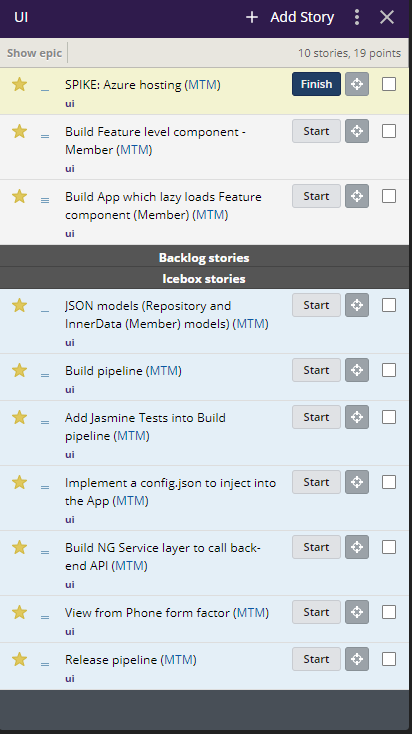 UI
+ Add Story
Show epic
10 stories, 19 points
SPIKE: Azure hosting (MTM)
Finish
ui
Build Feature level component -
Member (MTM)
Start
ui
Build App which lazy loads Feature
component (Member) (MTM)
Start
ui
Backlog stories
Icebox stories
JSON models (Repository and
InnerData (Member) models) (MTM)
Start
ui
Build pipeline (MTM)
Start
ui
Add Jasmine Tests into Build
pipeline (MTM)
Start
ui
Implement a config.json to inject into
the App (MTM)
Start
ui
Build NG Service layer to call back-
end API (MTM)
Start
ui
View from Phone form factor (MTM)
Start
ui
Release pipeline (MTM)
Start
ui